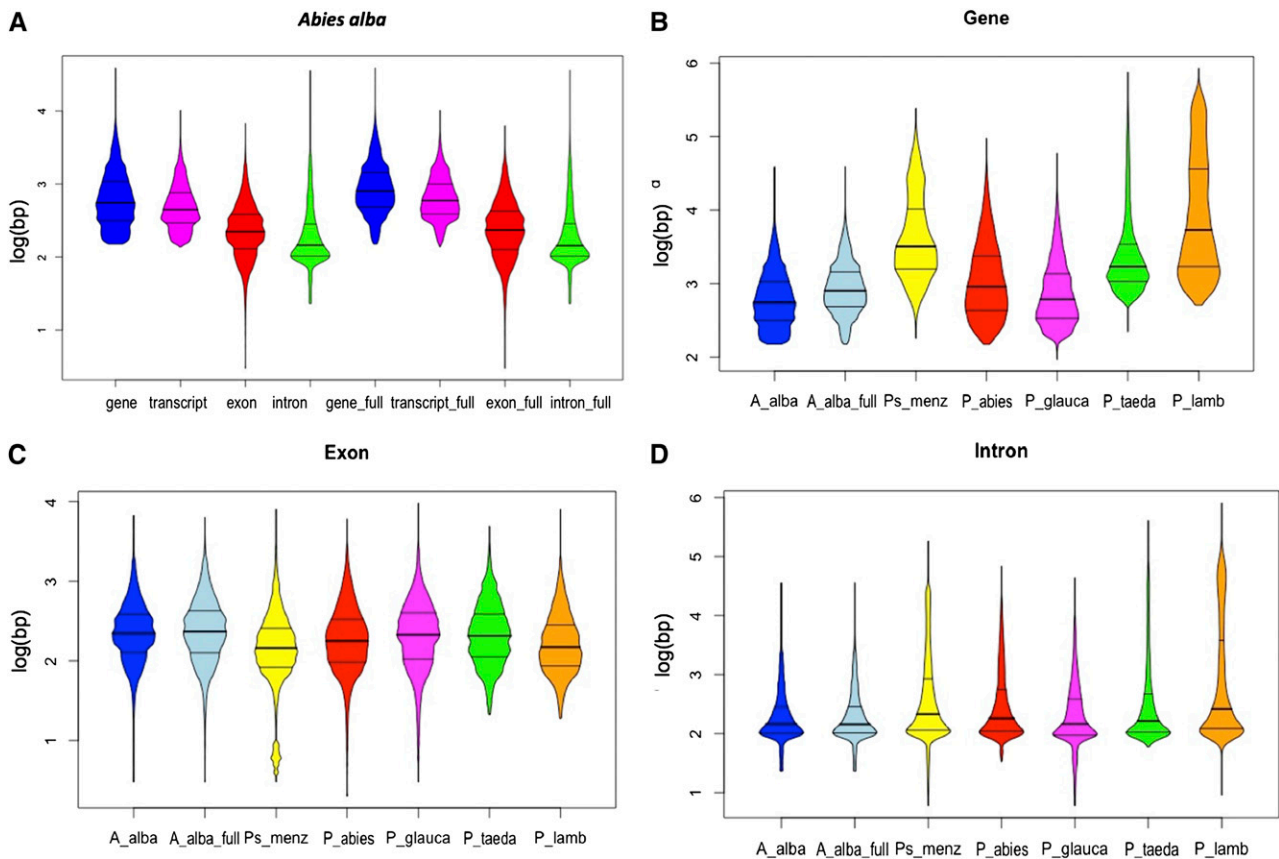 A
Abies alba
log(bp)
4
3
2
1
gene transcript exon intron gene_full transcript_full exon_full intron_full
B
Gene
log(bp)
6
5
4
3
2
A_alba A_alba_full Ps_menz P_abies P_glauca P_taeda P_lamb
C
Exon
log(bp)
4
3
2
1
A_alba A_alba_full Ps_menz P_abies P_glauca P_taeda P_lamb
D
Intron
log(bp)
6
5
4
3
2
1
A_alba A_alba_full Ps_menz P_abies P_glauca P_taeda P_lamb